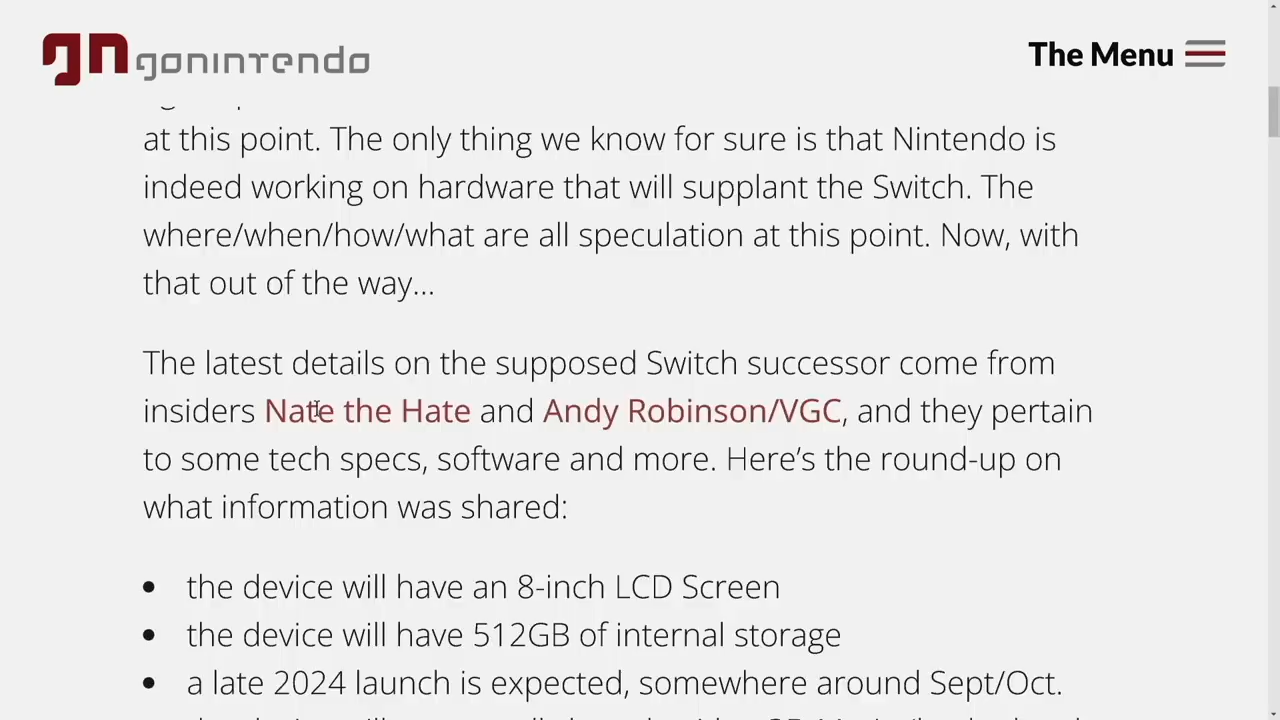 gn gonintendo
The Menu
at this point. The only thing we know for sure is that Nintendo is
indeed working on hardware that will supplant the Switch. The
where/when/how/what are all speculation at this point. Now, with
that out of the way...
The latest details on the supposed Switch successor come from
insiders Nate the Hate and Andy Robinson/VGC, and they pertain
to some tech specs, software and more. Here’s the round-up on
what information was shared:
• the device will have an 8-inch LCD Screen
• the device will have 512GB of internal storage
• a late 2024 launch is expected, somewhere around Sept/Oct.